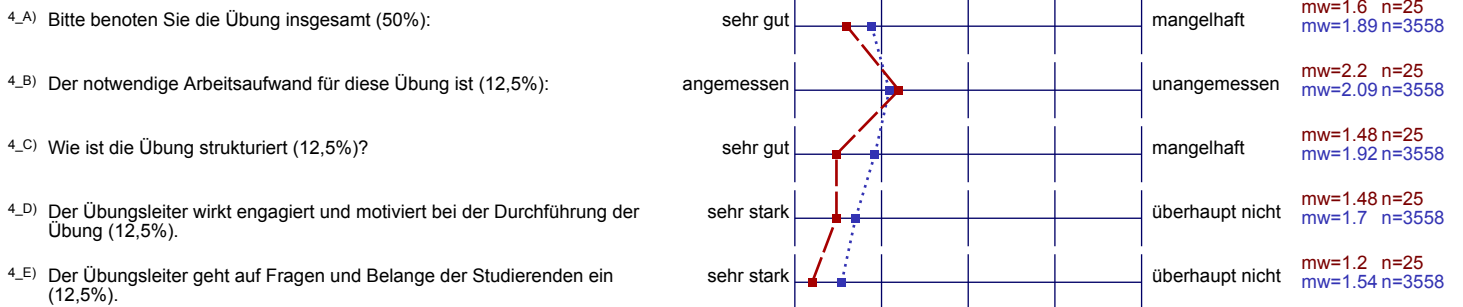 4_A) Bitte benoten Sie die Übung insgesamt (50%): sehr gut mangelhaft mw=1.6 n=25
mw=1.89 n=3558
4_B) Der notwendige Arbeitsaufwand für diese Übung ist (12,5%): angemessen unangemessen mw=2.2 n=25
mw=2.09 n=3558
4_C) Wie ist die Übung strukturiert (12,5%)? sehr gut mangelhaft mw=1.48 n=25
mw=1.92 n=3558
4_D) Der Übungsleiter wirkt engagiert und motiviert bei der Durchführung der sehr stark überhaupt nicht mw=1.48 n=25
Übung (12,5%). mw=1.7 n=3558
4_E) Der Übungsleiter geht auf Fragen und Belange der Studierenden ein sehr stark überhaupt nicht mw=1.2 n=25
(12,5%). mw=1.54 n=3558